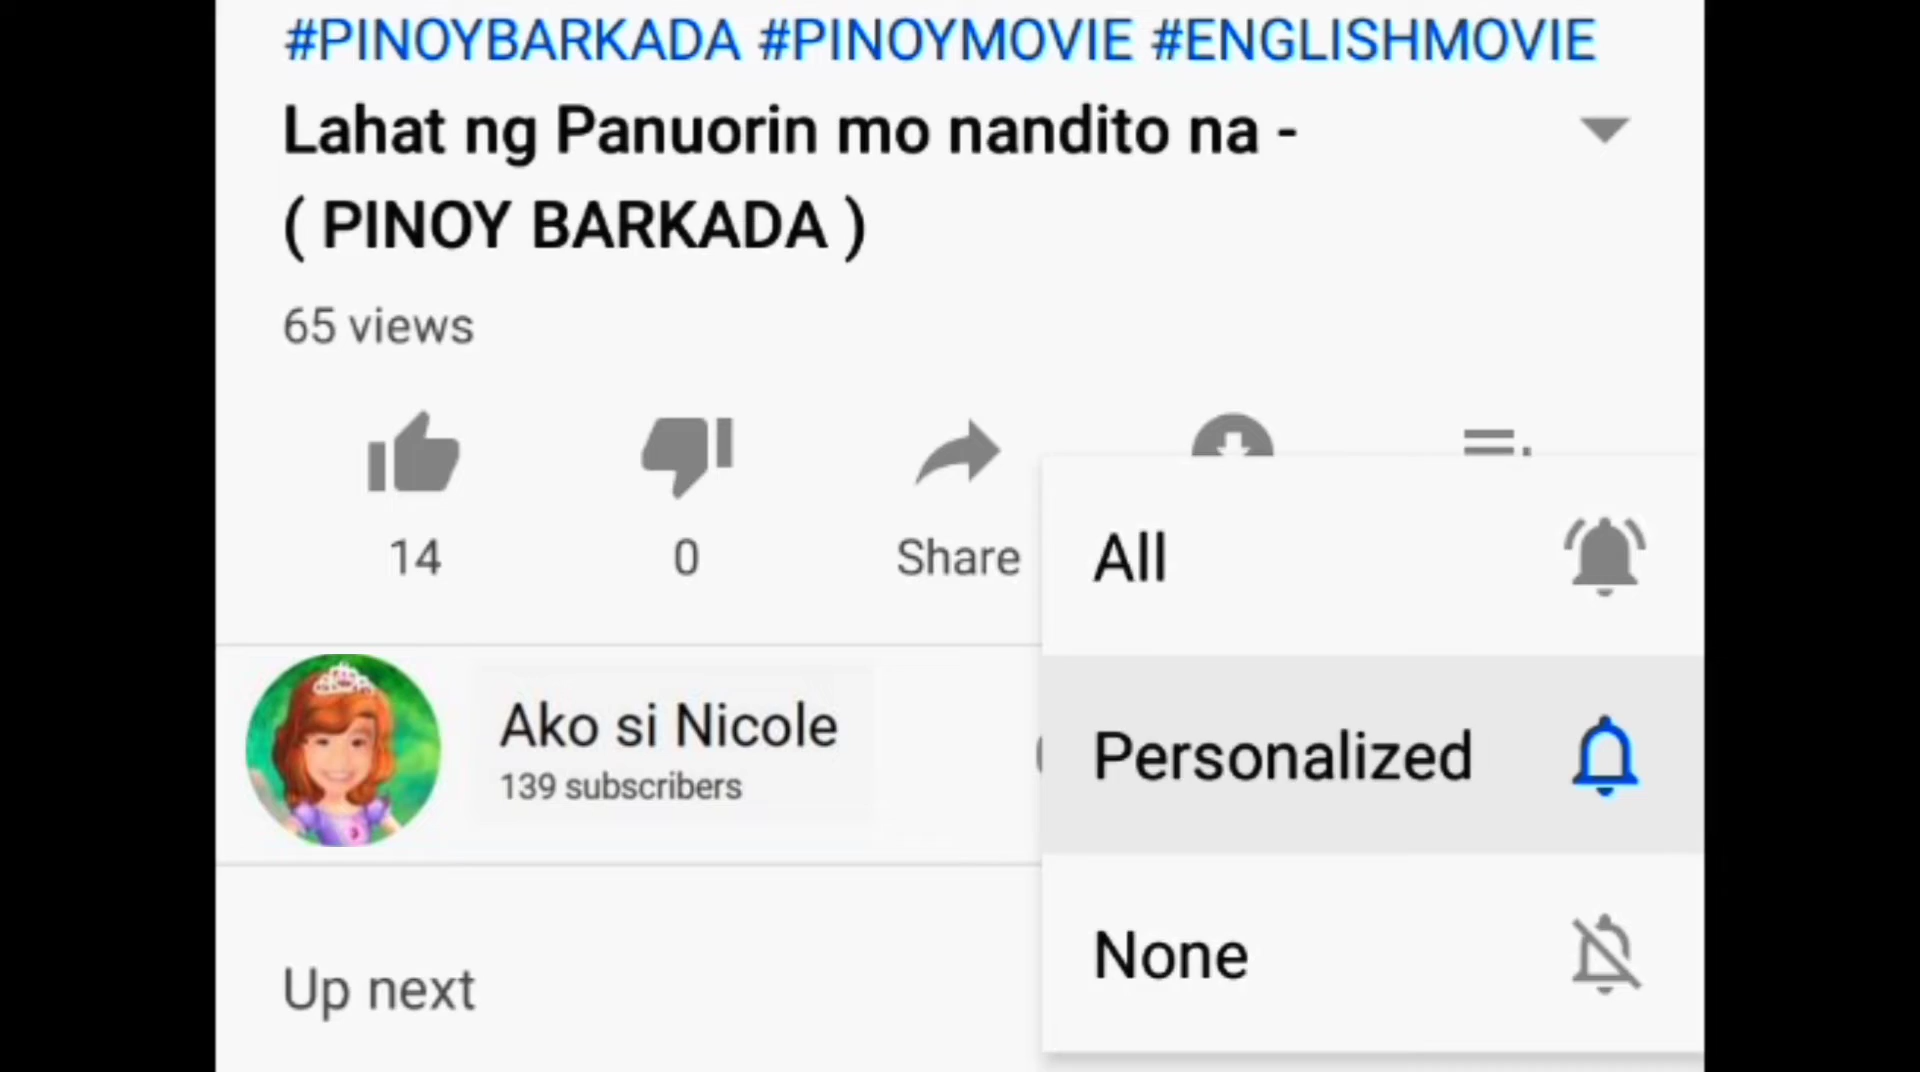 #PINOYBARKADA #PINOYMOVIE #ENGLISHMOVIE
Lahat ng Panuorin mo nandito na -
( PINOY BARKADA )
65 views
14
0
Share
All
Ako si Nicole
139 subscribers
Personalized
None
Up next